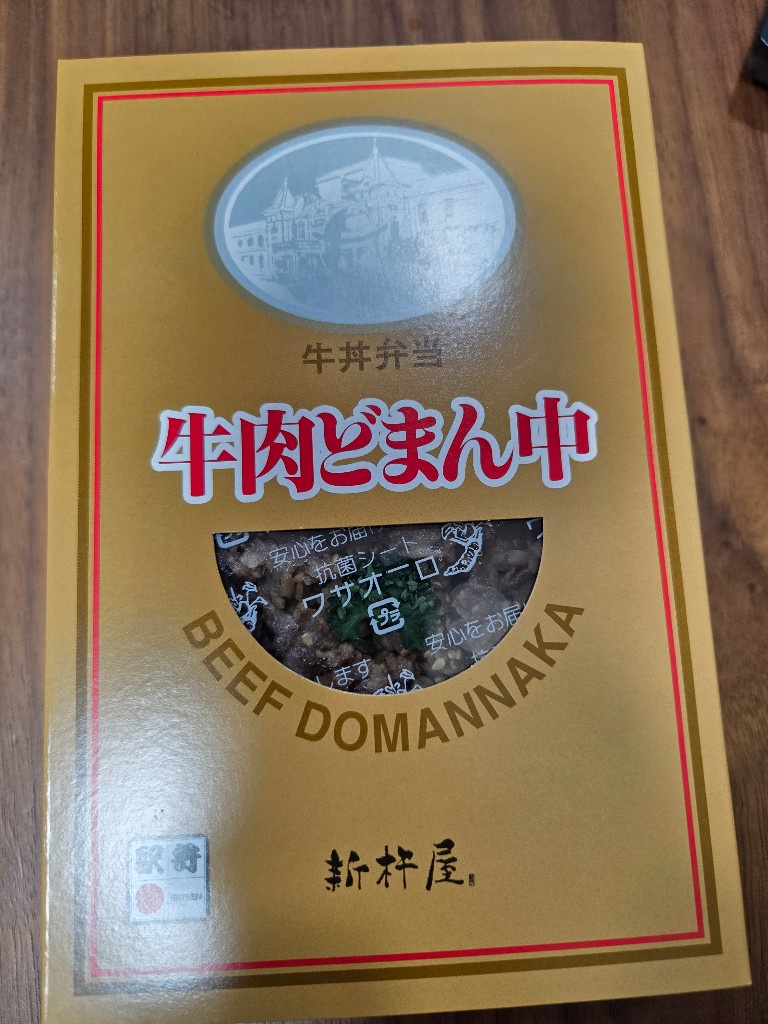 牛丼弁当
牛肉どまん中
安心をお届け
抗菌シート
ワサオーロ
プラ
安心をお届
します
BEEF DOMANNAKA
駅弁
新杵屋